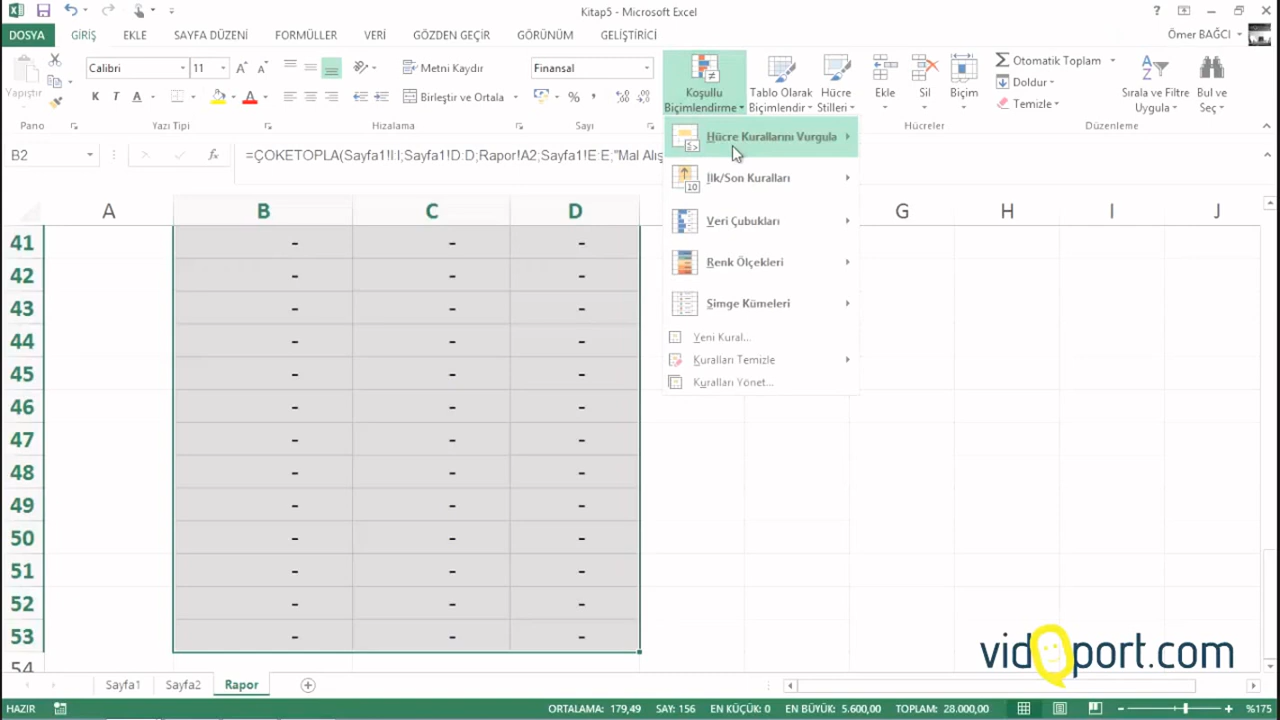 Kitap5 - Microsoft Excel
?
DOSYA GİRİŞ EKLE SAYFA DÜZENİ FORMÜLLER VERİ GÖZDEN GEÇİR GÖRÜNÜM GELİŞTİRİCİ
Ömer BAĞCI
Yapıştır
Pano
Calibri 11
K T A
Yazı Tipi
Metni Kaydır
Birleştir ve Ortala
Hizalama
Finansal
%
Sayı
Koşullu
Biçimlendirme
Tablo Olarak
Biçimlendir
Hücre
Stilleri
Ekle
Sil
Biçim
Hücreler
Otomatik Toplam
Doldur
Temizle
Sırala ve Filtre
Uygula
Bul ve
Seç
Düzenleme
B2
fx
=ÇOKETOPLA(Sayfa1!I:I;Sayfa1!D:D;Rapor!A2;Sayfa1!E:E;"Mal Alış
Hücre Kurallarını Vurgula
İlk/Son Kuralları
Veri Çubukları
Renk Ölçekleri
Simge Kümeleri
Yeni Kural...
Kuralları Temizle
Kuralları Yönet...
A B C D G H I J
41 - - -
42 - - -
43 - - -
44 - - -
45 - - -
46 - - -
47 - - -
48 - - -
49 - - -
50 - - -
51 - - -
52 - - -
53 - - -
54
vidoport.com
Sayfa1 Sayfa2 Rapor
HAZIR
ORTALAMA: 179,49 SAY: 156 EN KÜÇÜK: 0 EN BÜYÜK: 5.600,00 TOPLAM: 28.000,00
%175